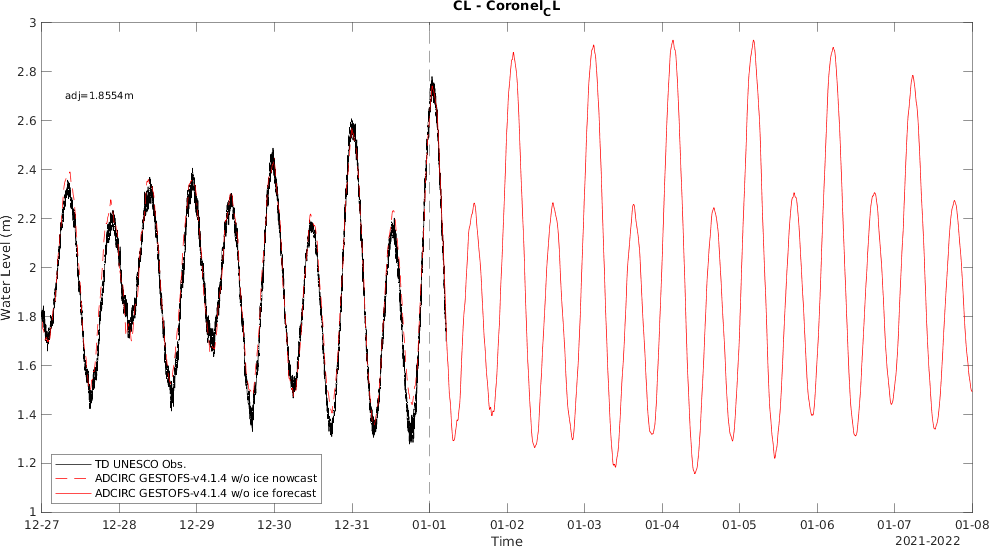 CL - Coronel_CL
3
2.8
2.6
2.4
2.2
2
1.8
1.6
1.4
1.2
1
Water Level (m)
adj=1.8554m
TD UNESCO Obs.
ADCIRC GESTOFS-v4.1.4 w/o ice nowcast
ADCIRC GESTOFS-v4.1.4 w/o ice forecast
12-27 12-28 12-29 12-30 12-31 01-01 01-02 01-03 01-04 01-05 01-06 01-07 01-08
Time
2021-2022